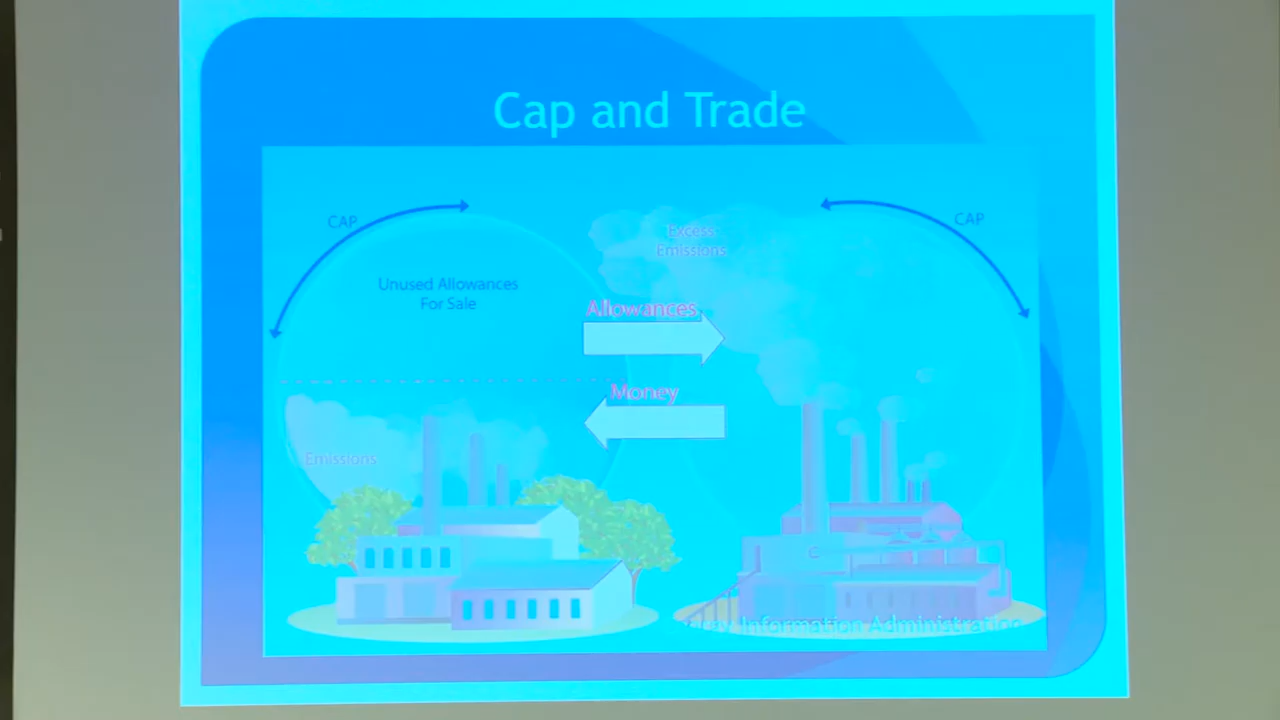 Cap and Trade
CAP
CAP
Excess
Emissions
Unused Allowances
For Sale
Allowances
Money
Emissions
Information Administration